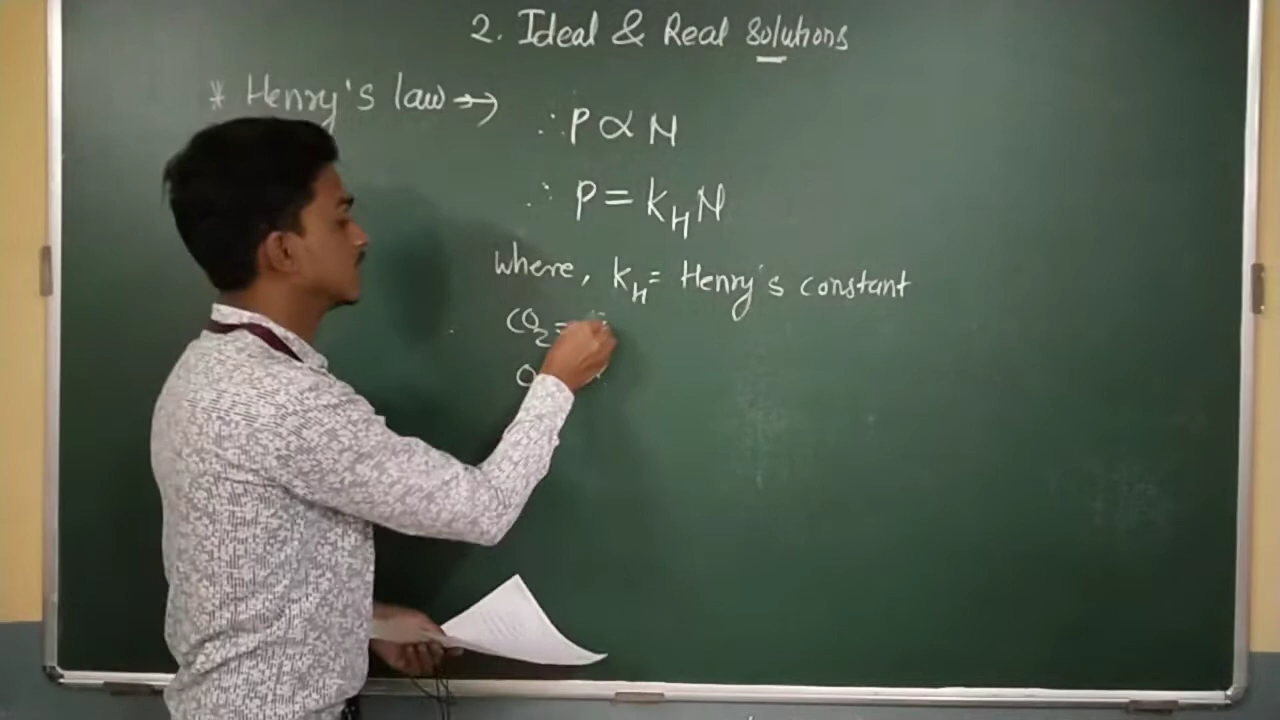 2. Ideal & Real Solutions
* Henry's law →
∴ P ∝ N
∴ P = K_H N
where, K_H = Henry's constant
CO₂ =